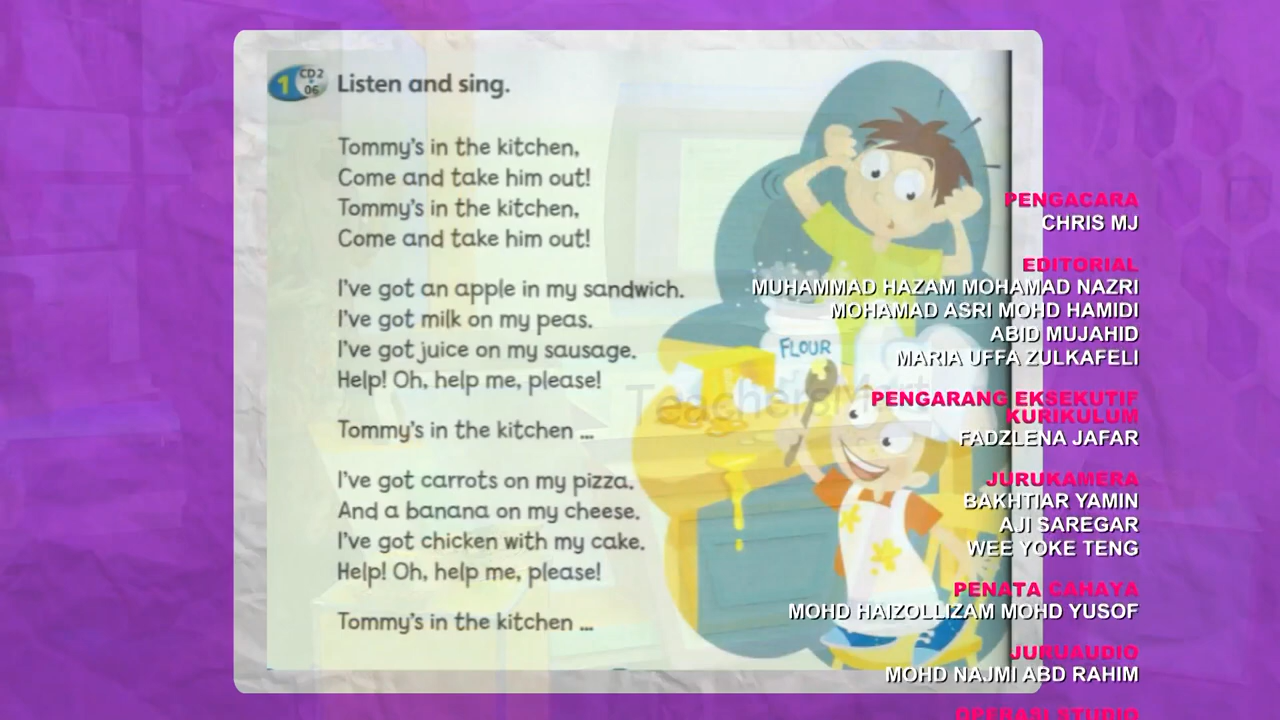 1 CD2 06 Listen and sing.
Tommy's in the kitchen,
Come and take him out!
Tommy's in the kitchen,
Come and take him out!
I've got an apple in my sandwich.
I've got milk on my peas.
I've got juice on my sausage.
Help! Oh, help me, please!
Tommy's in the kitchen ...
I've got carrots on my pizza.
And a banana on my cheese.
I've got chicken with my cake.
Help! Oh, help me, please!
Tommy's in the kitchen ...
FLOUR
TeachersMart
PENGACARA
CHRIS MJ
EDITORIAL
MUHAMMAD HAZAM MOHAMAD NAZRI
MOHAMAD ASRI MOHD HAMIDI
ABID MUJAHID
MARIA UFFA ZULKAFELI
PENGARANG EKSEKUTIF
KURIKULUM
FADZLENA JAFAR
JURUKAMERA
BAKHTIAR YAMIN
AJI SAREGAR
WEE YOKE TENG
PENATA CAHAYA
MOHD HAIZOLLIZAM MOHD YUSOF
JURUAUDIO
MOHD NAJMI ABD RAHIM
OPERASI STUDIO